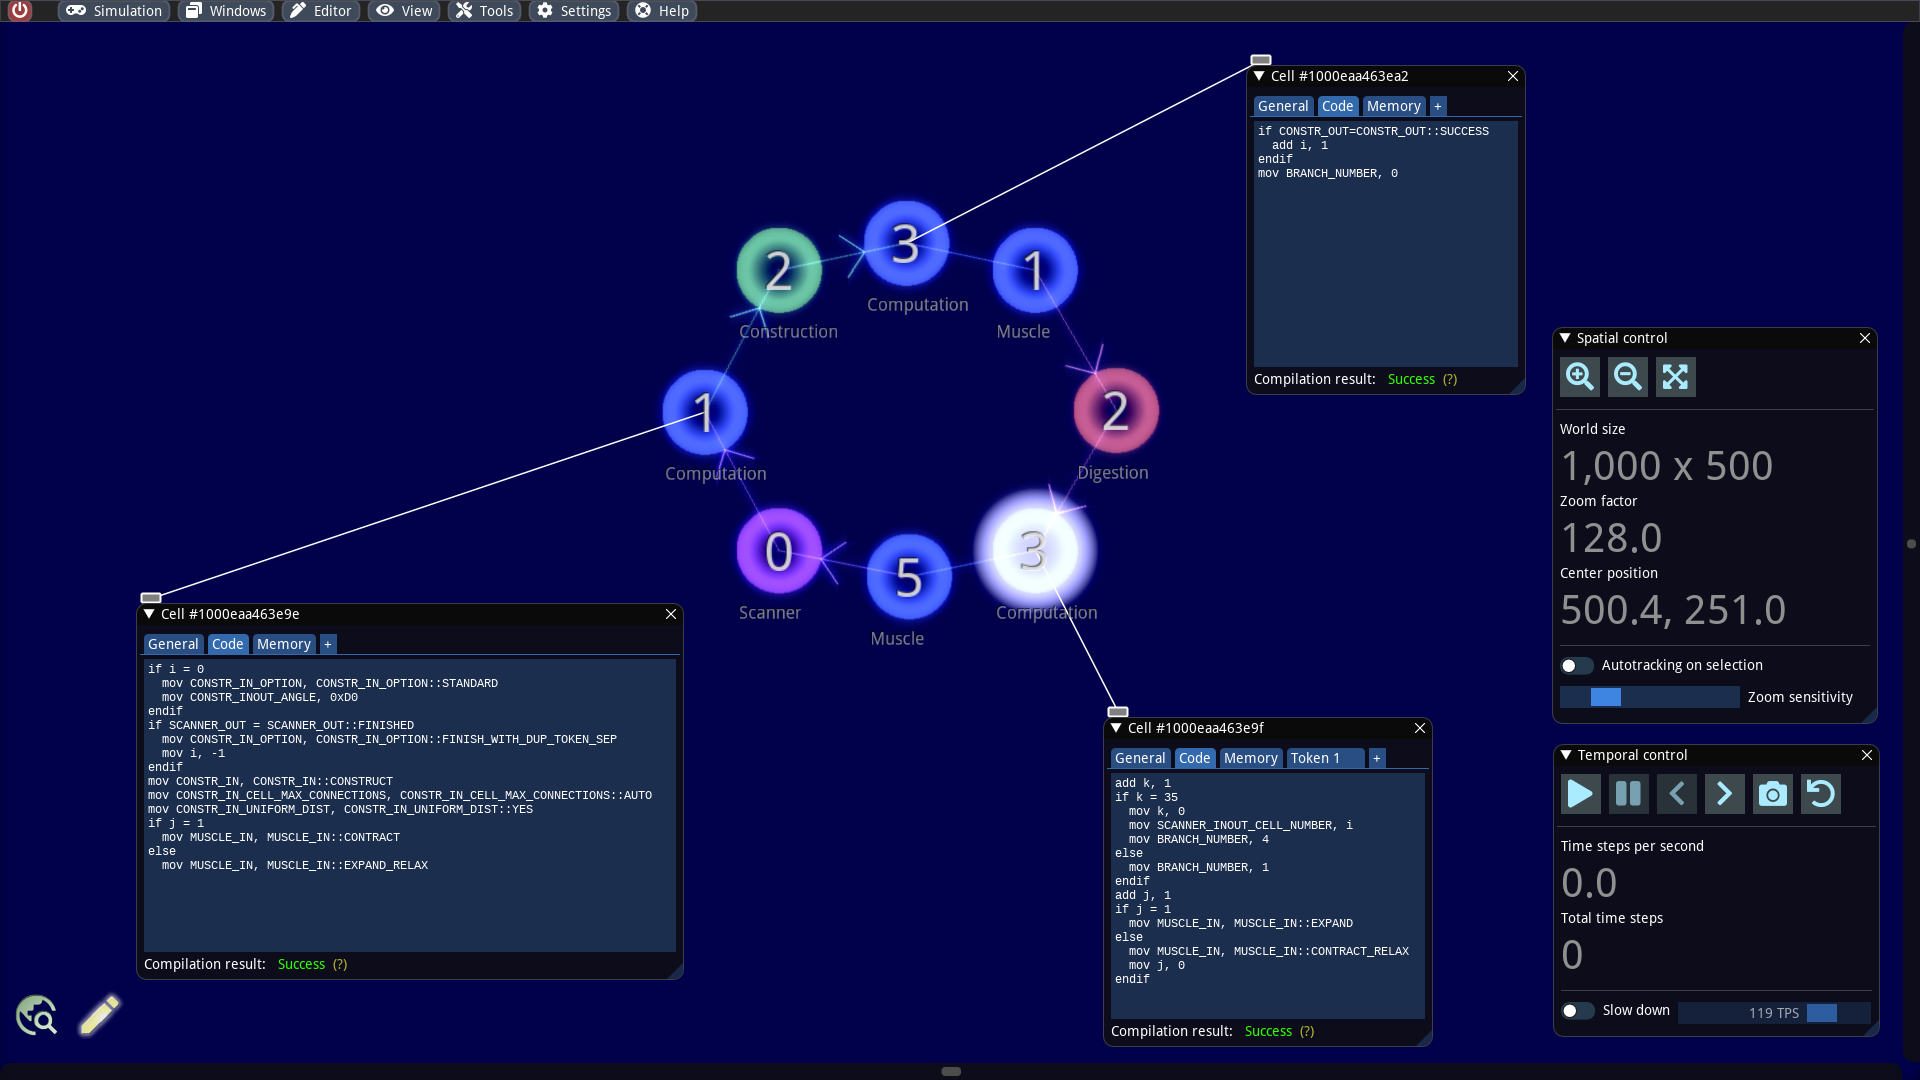 Simulation Windows Editor View Tools Settings Help
Cell #1000eaa463ea2
General Code Memory +
if CONSTR_OUT=CONSTR_OUT::SUCCESS
  add i, 1
endif
mov BRANCH_NUMBER, 0
Compilation result: Success (?)
3
Computation
2
Construction
1
Muscle
1
Computation
2
Digestion
0
Scanner
5
Muscle
3
Computation
Cell #1000eaa463e9e
General Code Memory +
if i = 0
  mov CONSTR_IN_OPTION, CONSTR_IN_OPTION::STANDARD
  mov CONSTR_INOUT_ANGLE, 0xD0
endif
if SCANNER_OUT = SCANNER_OUT::FINISHED
  mov CONSTR_IN_OPTION, CONSTR_IN_OPTION::FINISH_WITH_DUP_TOKEN_SEP
  mov i, -1
endif
mov CONSTR_IN, CONSTR_IN::CONSTRUCT
mov CONSTR_IN_CELL_MAX_CONNECTIONS, CONSTR_IN_CELL_MAX_CONNECTIONS::AUTO
mov CONSTR_IN_UNIFORM_DIST, CONSTR_IN_UNIFORM_DIST::YES
if j = 1
  mov MUSCLE_IN, MUSCLE_IN::CONTRACT
else
  mov MUSCLE_IN, MUSCLE_IN::EXPAND_RELAX
Compilation result: Success (?)
Cell #1000eaa463e9f
General Code Memory Token 1 +
add k, 1
if k = 35
  mov k, 0
  mov SCANNER_INOUT_CELL_NUMBER, i
  mov BRANCH_NUMBER, 4
else
  mov BRANCH_NUMBER, 1
endif
add j, 1
if j = 1
  mov MUSCLE_IN, MUSCLE_IN::EXPAND
else
  mov MUSCLE_IN, MUSCLE_IN::CONTRACT_RELAX
  mov j, 0
endif
Compilation result: Success (?)
Spatial control
World size
1,000 x 500
Zoom factor
128.0
Center position
500.4, 251.0
Autotracking on selection
Zoom sensitivity
Temporal control
Time steps per second
0.0
Total time steps
0
Slow down 119 TPS